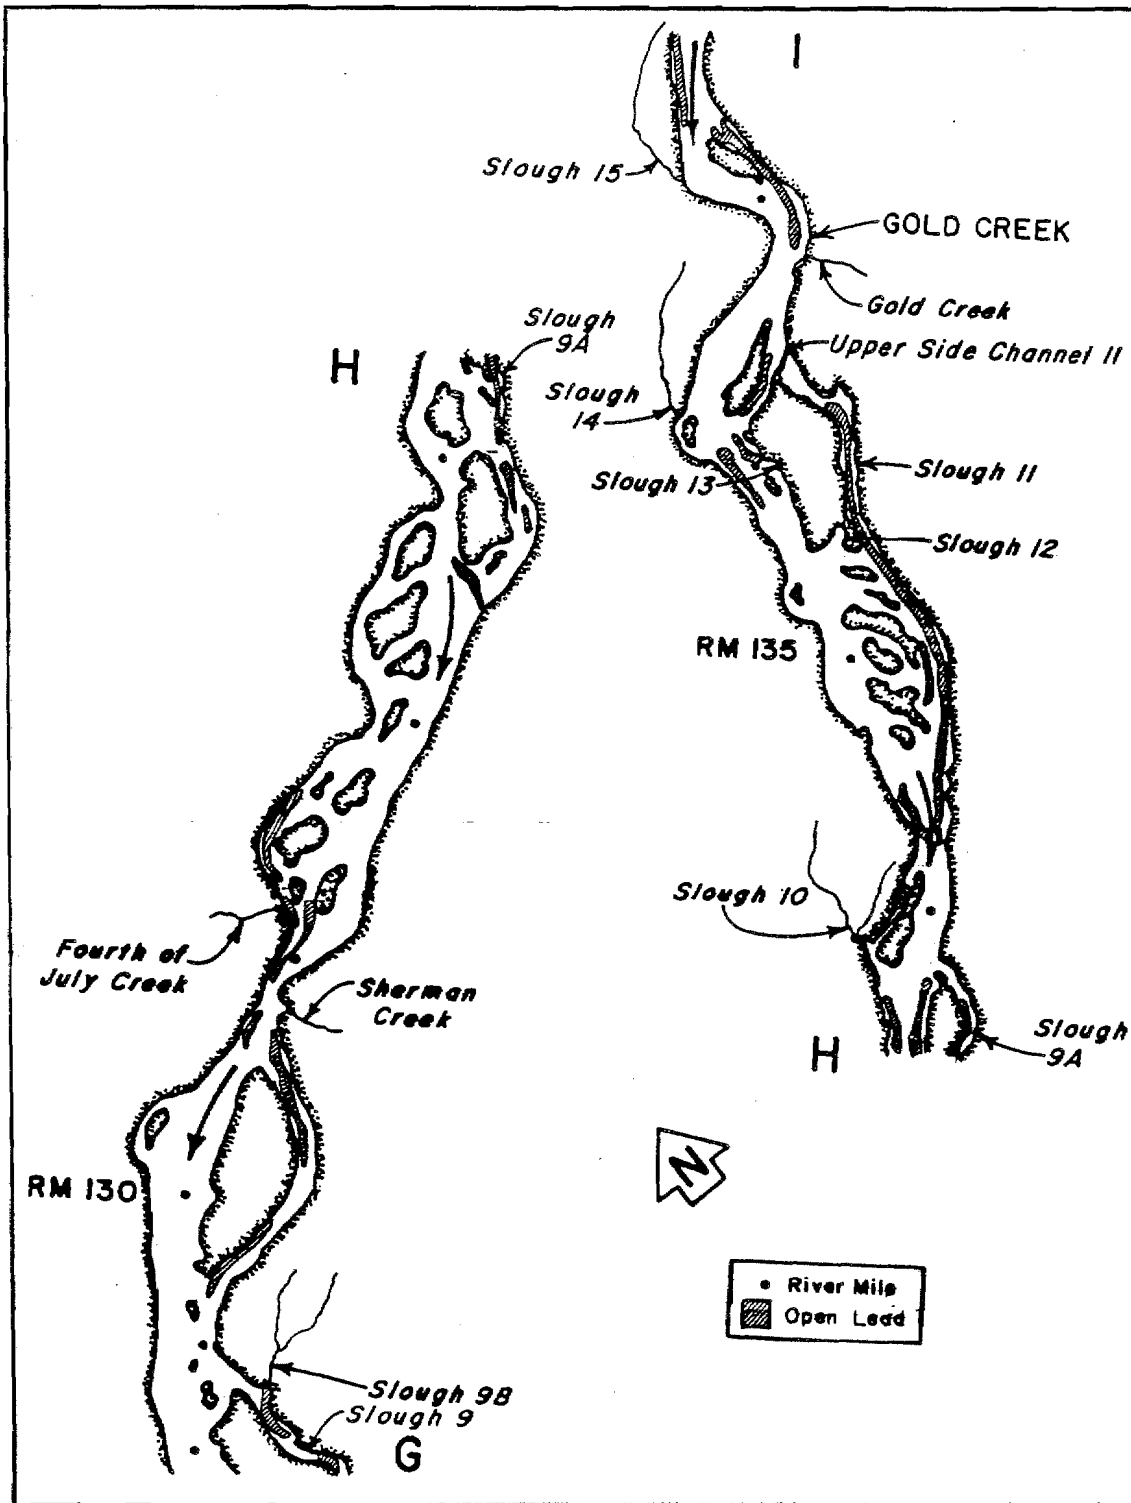 I
Slough 15
GOLD CREEK
Gold Creek
Slough
9A
H
Upper Side Channel 11
Slough
14
Slough 11
Slough 13
Slough 12
RM 135
Slough 10
Fourth of
July Creek
Sherman
Creek
Slough
9A
H
N
RM 130
River Mile
Open Lead
Slough 9B
Slough 9
G